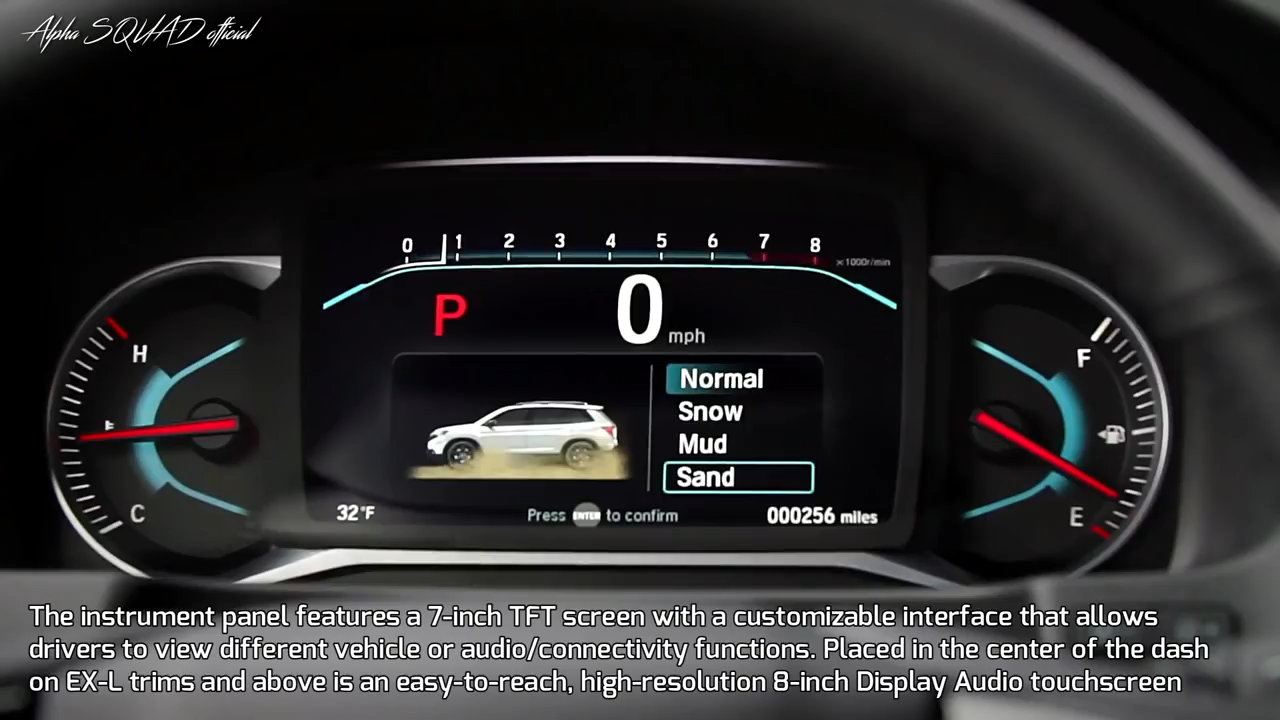 Alpha SQUAD official
0 1 2 3 4 5 6 7 8
×1000r/min
P 0 mph
H
C
F
E
Normal
Snow
Mud
Sand
32°F
Press ENTER to confirm
000256 miles
The instrument panel features a 7-inch TFT screen with a customizable interface that allows
drivers to view different vehicle or audio/connectivity functions. Placed in the center of the dash
on EX-L trims and above is an easy-to-reach, high-resolution 8-inch Display Audio touchscreen